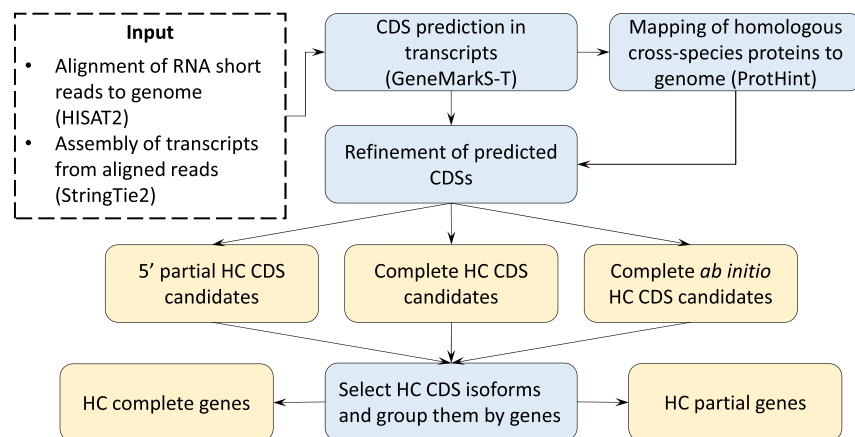 Input
• Alignment of RNA short
reads to genome
(HISAT2)
• Assembly of transcripts
from aligned reads
(StringTie2)
CDS prediction in
transcripts
(GeneMarkS-T)
Mapping of homologous
cross-species proteins to
genome (ProtHint)
Refinement of predicted
CDSs
5’ partial HC CDS
candidates
Complete HC CDS
candidates
Complete ab initio
HC CDS candidates
HC complete genes
Select HC CDS isoforms
and group them by genes
HC partial genes